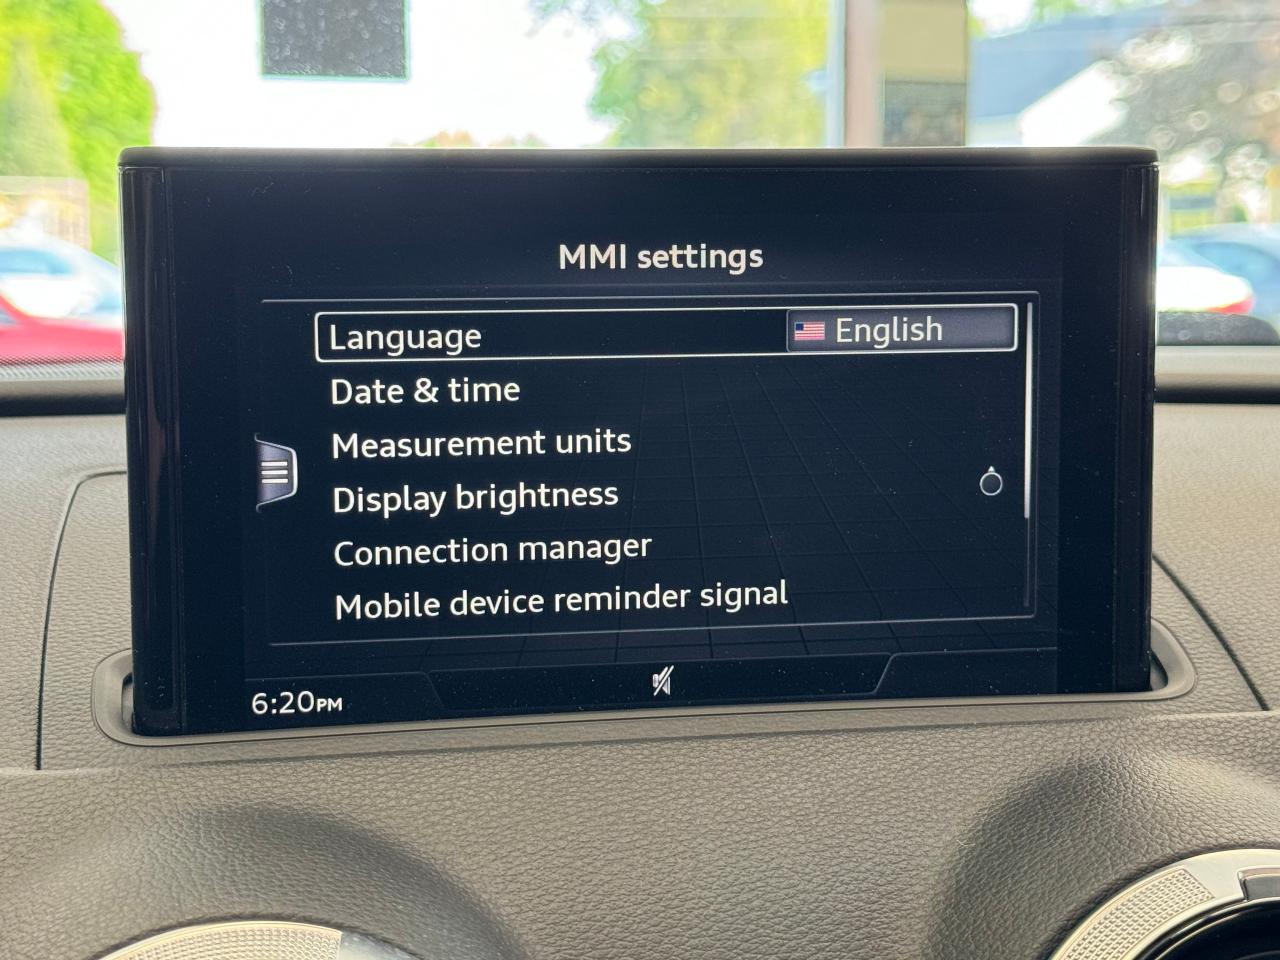 MMI settings
Language English
Date & time
Measurement units
Display brightness
Connection manager
Mobile device reminder signal
6:20PM